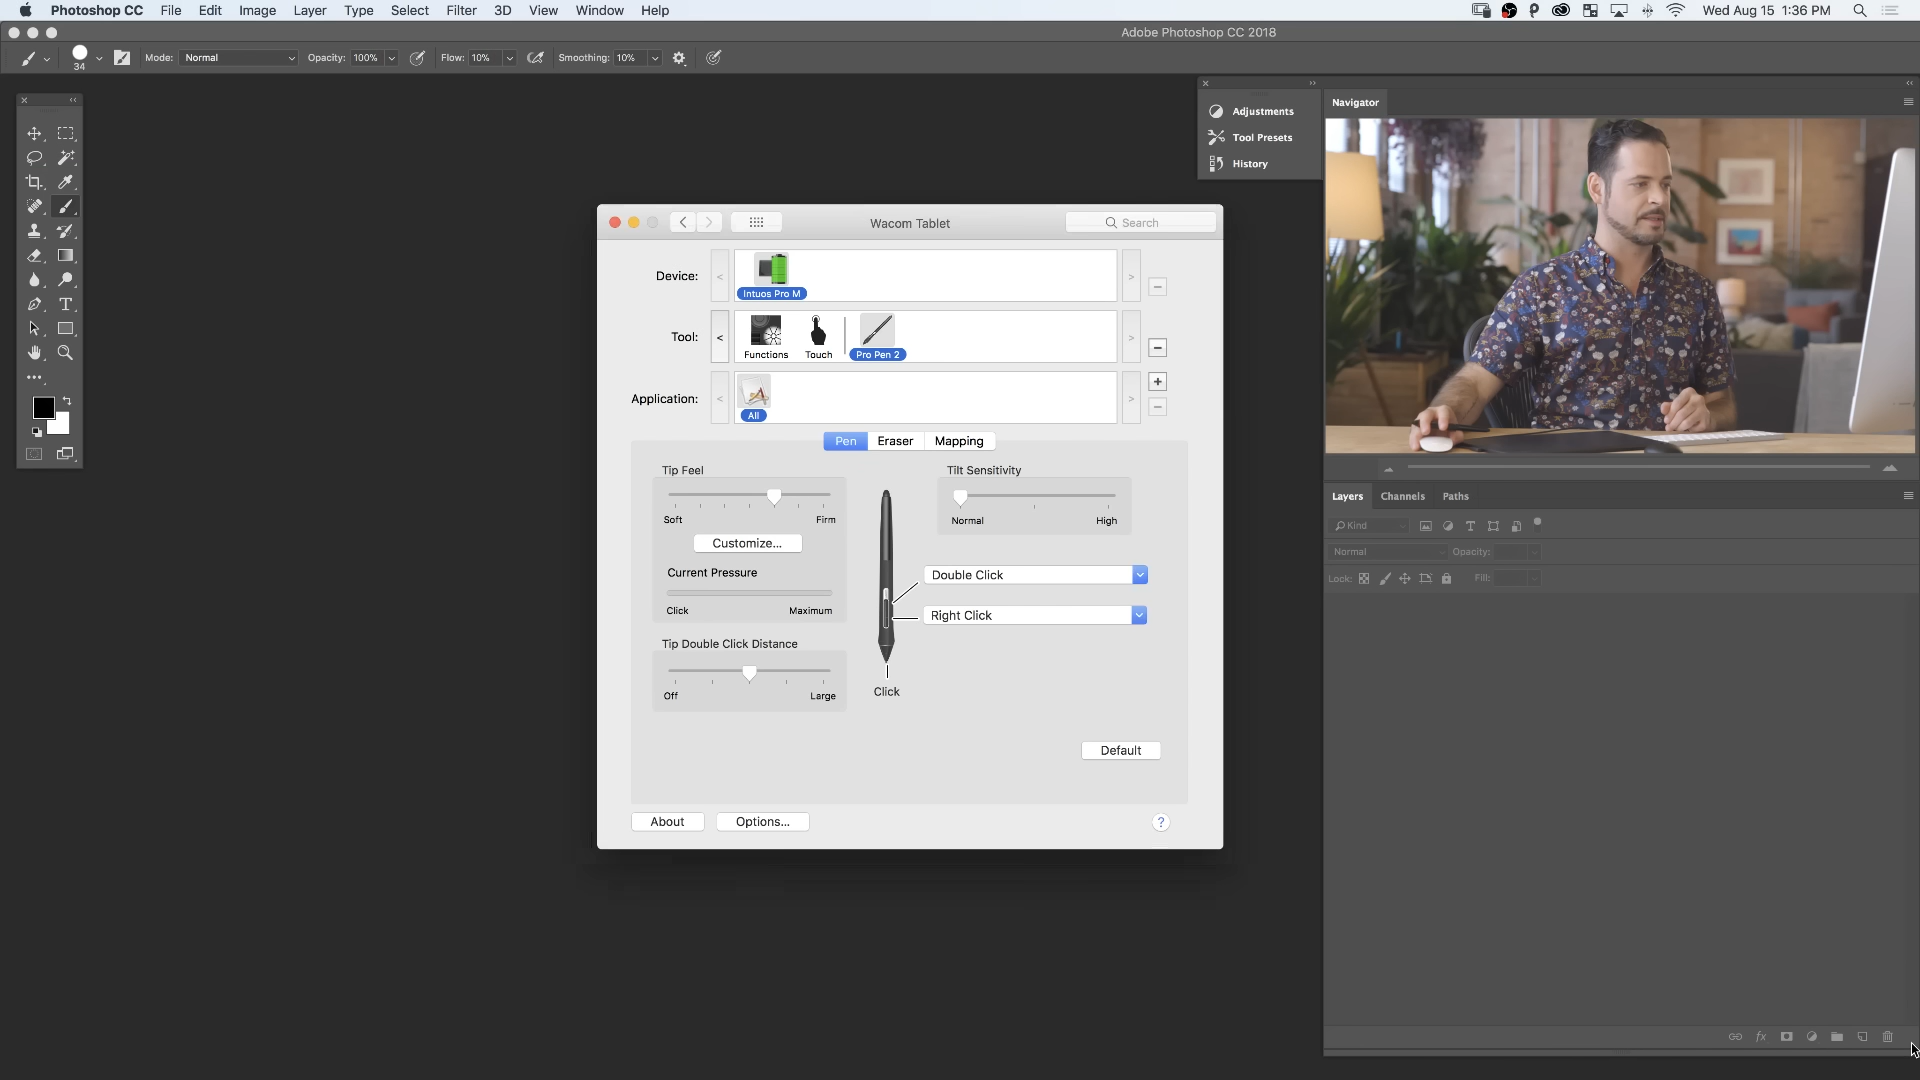 Photoshop CC File Edit Image Layer Type Select Filter 3D View Window Help Wed Aug 15 1:36 PM
Adobe Photoshop CC 2018
34 Mode: Normal Opacity: 100% Flow: 10% Smoothing: 10%
Adjustments
Tool Presets
History
Navigator
Wacom Tablet
Search
Device:
Intuos Pro M
Tool:
Functions Touch Pro Pen 2
Application:
All
Pen Eraser Mapping
Tip Feel
Soft Firm
Customize...
Current Pressure
Click Maximum
Tip Double Click Distance
Off Large
Tilt Sensitivity
Normal High
Double Click
Right Click
Click
Default
About Options... ?
Layers Channels Paths
Kind
Normal Opacity:
Lock: Fill:
fx